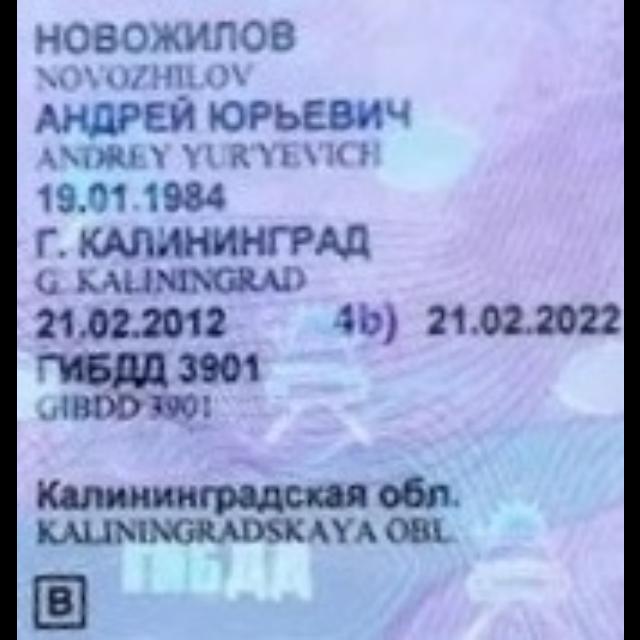 НОВОЖИЛОВ
NOVOZHILOV
АНДРЕЙ ЮРЬЕВИЧ
ANDREY YUR'YEVICH
19.01.1984
Г. КАЛИНИНГРАД
G. KALININGRAD
21.02.2012 4b) 21.02.2022
ГИБДД 3901
GIBDD 3901
Калининградская обл.
KALININGRADSKAYA OBL.
ГИБДД
B